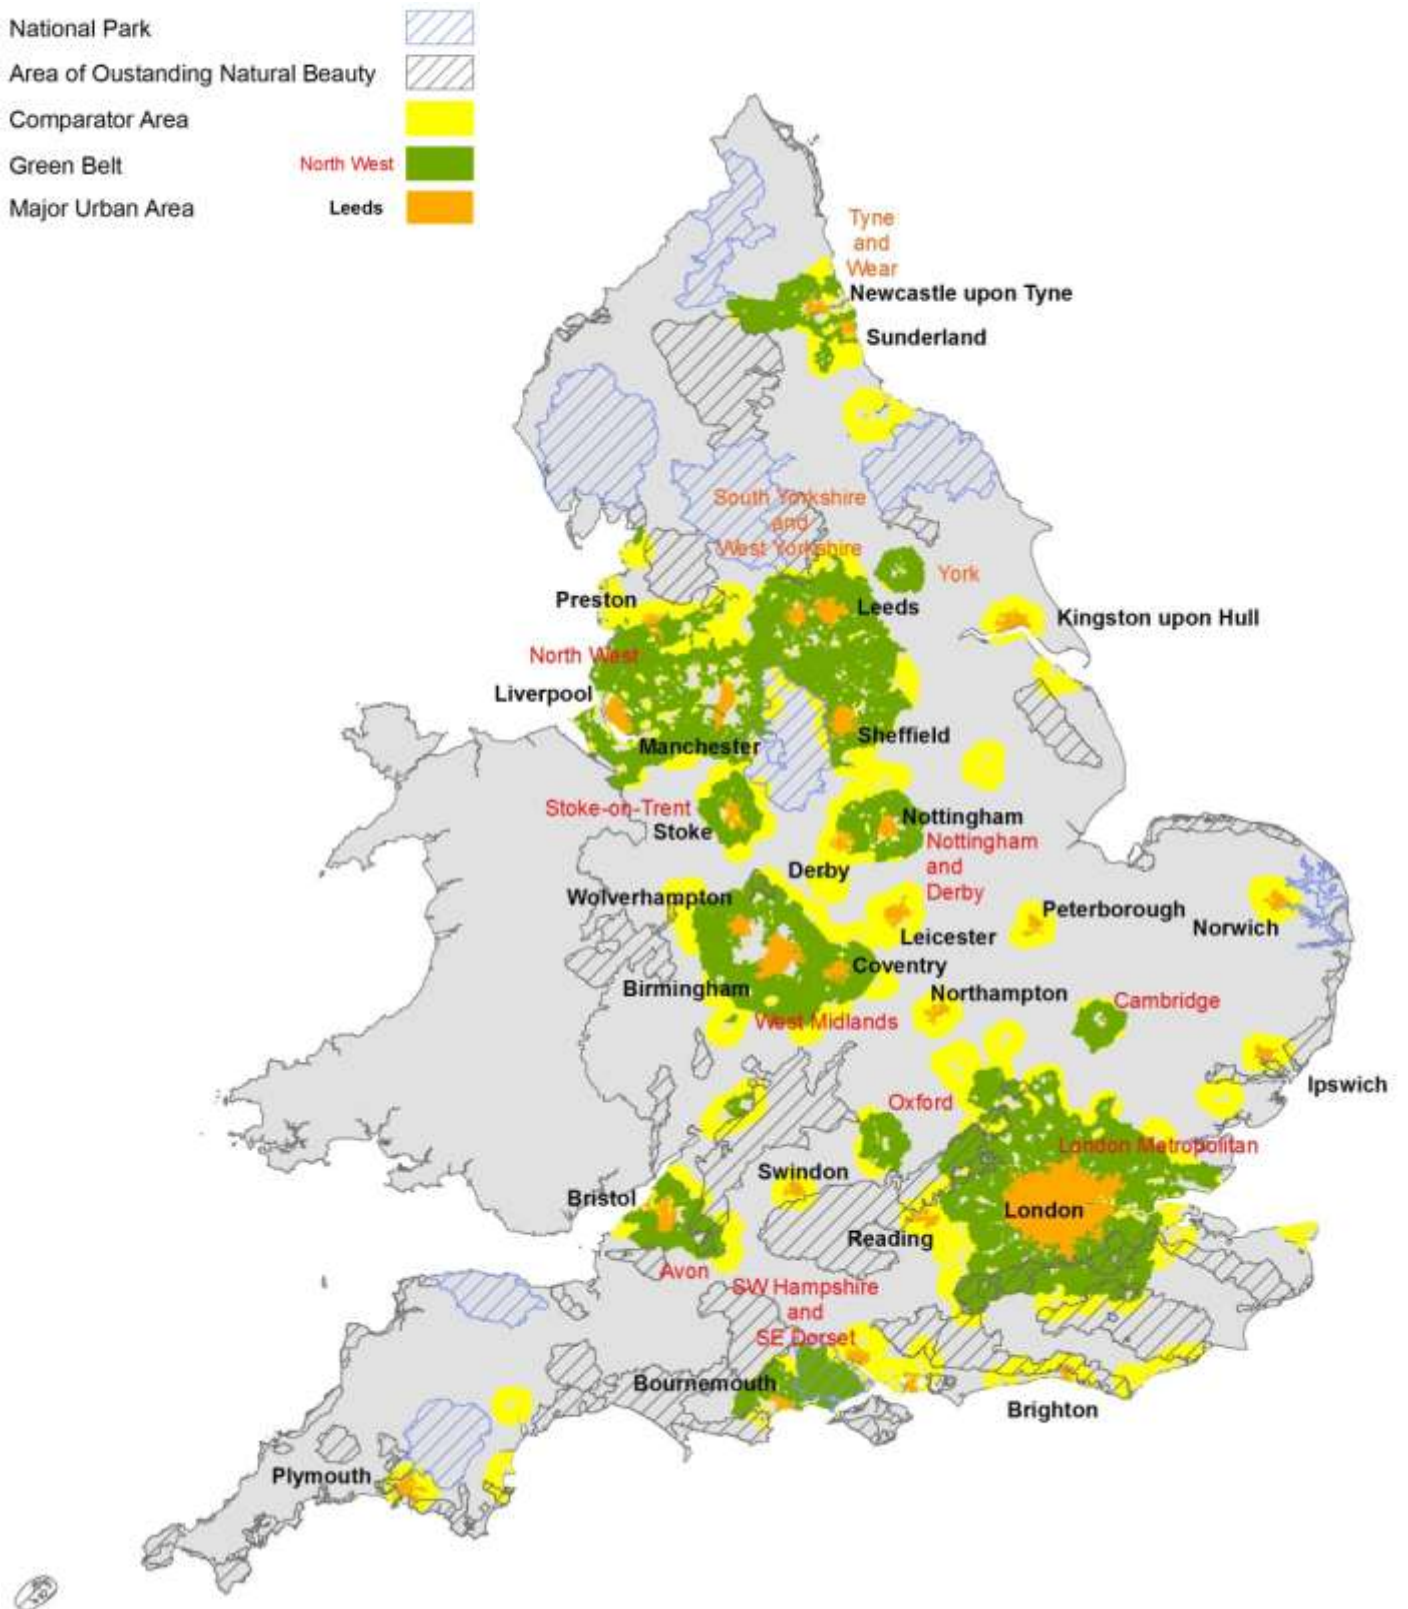 National Park
Area of Oustanding Natural Beauty
Comparator Area
Green Belt North West
Major Urban Area Leeds
Tyne
and
Wear
Newcastle upon Tyne
Sunderland
South Yorkshire
and
West Yorkshire
York
Preston
Leeds
Kingston upon Hull
North West
Liverpool
Manchester
Sheffield
Stoke-on-Trent
Stoke
Nottingham
Nottingham
and
Derby
Derby
Wolverhampton
Peterborough
Norwich
Leicester
Coventry
Birmingham
Northampton
Cambridge
West Midlands
Ipswich
Oxford
London Metropolitan
Swindon
Bristol
London
Reading
Avon
SW Hampshire
and
SE Dorset
Bournemouth
Brighton
Plymouth